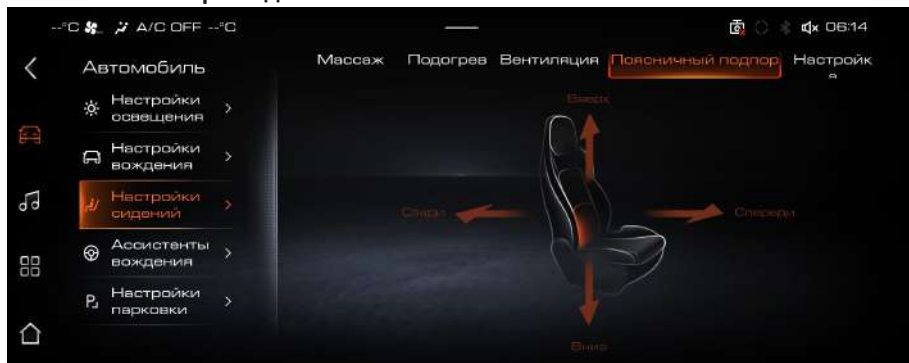 --°C A/C OFF --°C
06:14
Автомобиль
Массаж Подогрев Вентиляция Поясничный подпор Настройк
а
Настройки
освещения
Настройки
вождения
Настройки
сидений
Ассистенты
вождения
P Настройки
парковки
Вверх
Сзади
Спереди
Вниз